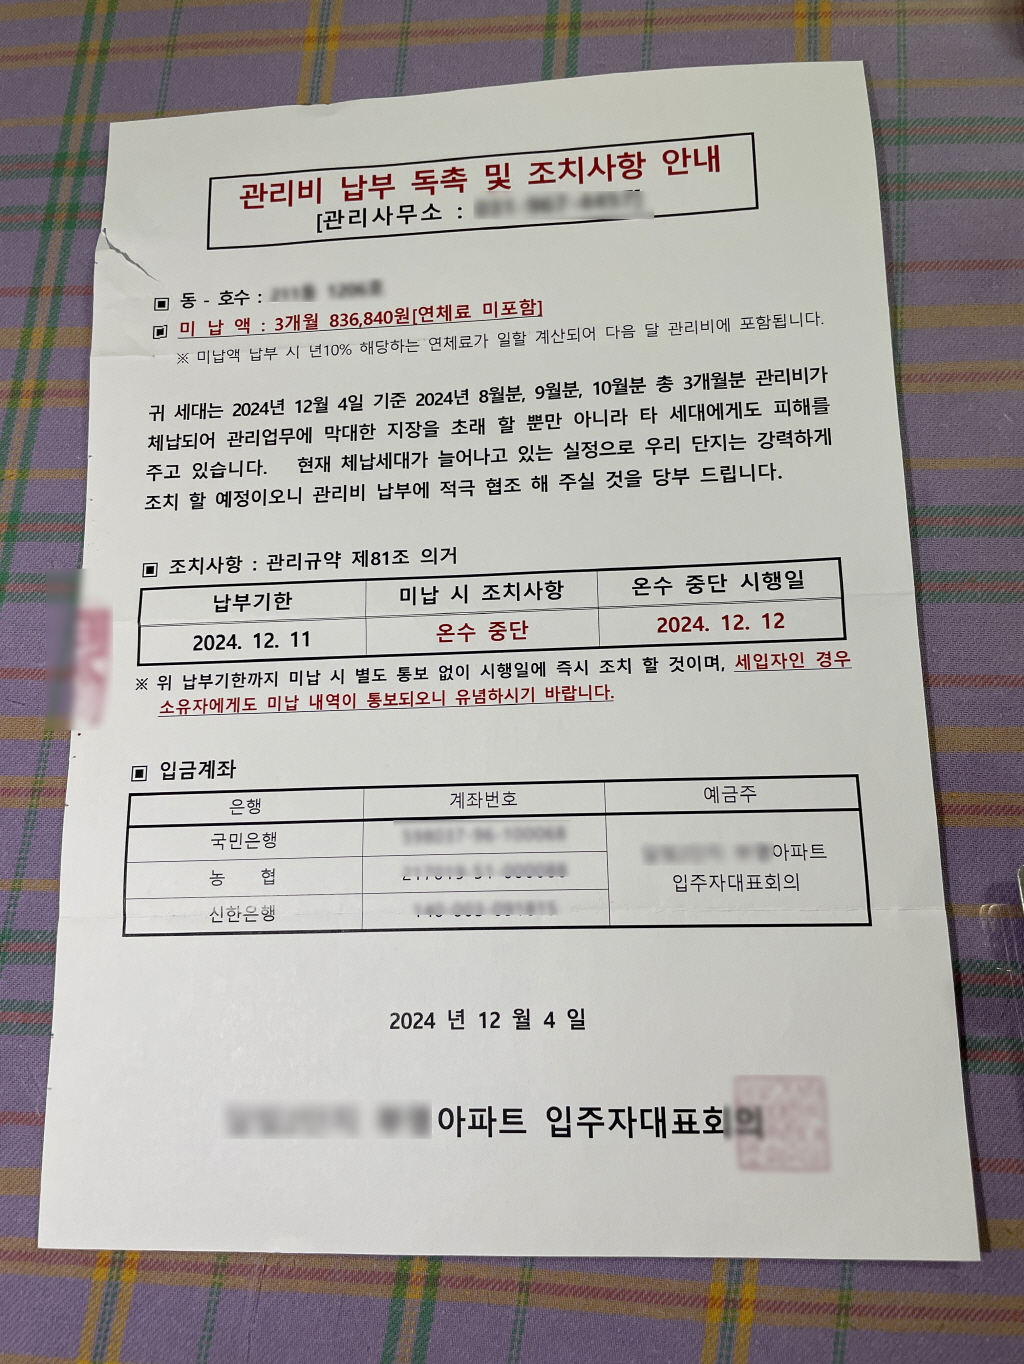 관리비 납부 독촉 및 조치사항 안내
[관리사무소 :
▣ 동 - 호수 :
▣ 미 납 액 : 3개월 836,840원[연체료 미포함]
※ 미납액 납부 시 년10% 해당하는 연체료가 일할 계산되어 다음 달 관리비에 포함됩니다.
귀 세대는 2024년 12월 4일 기준 2024년 8월분, 9월분, 10월분 총 3개월분 관리비가
체납되어 관리업무에 막대한 지장을 초래 할 뿐만 아니라 타 세대에게도 피해를
주고 있습니다. 현재 체납세대가 늘어나고 있는 실정으로 우리 단지는 강력하게
조치 할 예정이오니 관리비 납부에 적극 협조 해 주실 것을 당부 드립니다.
▣ 조치사항 : 관리규약 제81조 의거
납부기한 미납 시 조치사항 온수 중단 시행일
2024. 12. 11 온수 중단 2024. 12. 12
※ 위 납부기한까지 미납 시 별도 통보 없이 시행일에 즉시 조치 할 것이며, 세입자인 경우
소유자에게도 미납 내역이 통보되오니 유념하시기 바랍니다.
▣ 입금계좌
은행 계좌번호 예금주
국민은행
농 협
신한은행
아파트
입주자대표회의
2024 년 12 월 4 일
아파트 입주자대표회의